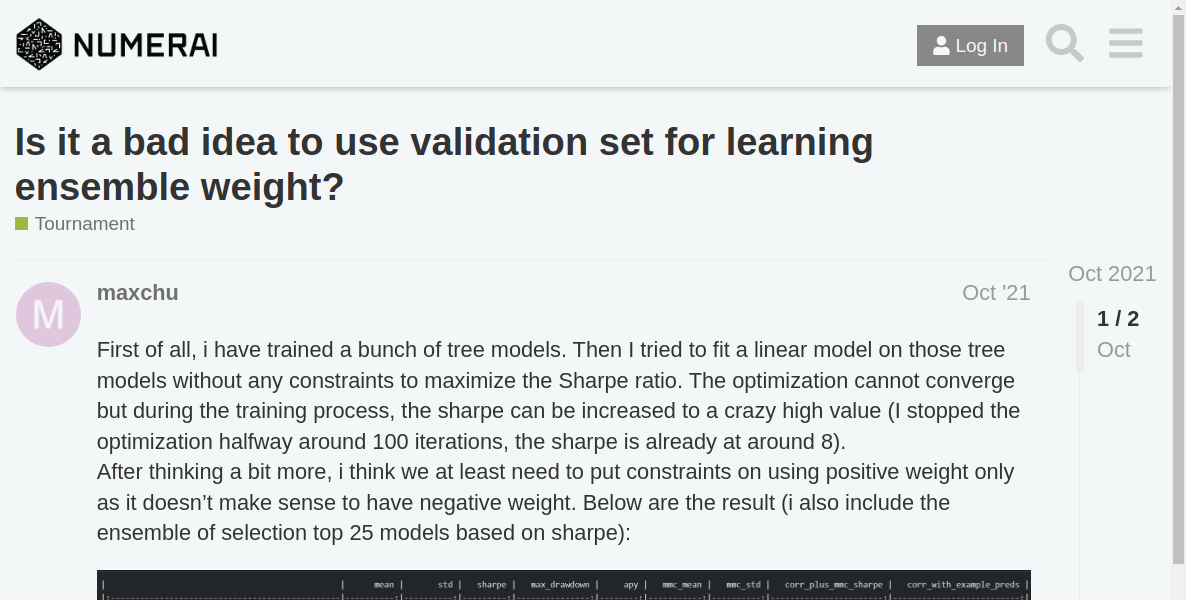 NUMERAI
Log In
Is it a bad idea to use validation set for learning
ensemble weight?
Tournament
Oct 2021
M
maxchu
Oct '21
1 / 2
Oct
First of all, i have trained a bunch of tree models. Then I tried to fit a linear model on those tree
models without any constraints to maximize the Sharpe ratio. The optimization cannot converge
but during the training process, the sharpe can be increased to a crazy high value (I stopped the
optimization halfway around 100 iterations, the sharpe is already at around 8).
After thinking a bit more, i think we at least need to put constraints on using positive weight only
as it doesn’t make sense to have negative weight. Below are the result (i also include the
ensemble of selection top 25 models based on sharpe):
| | mean | std | sharpe | max_drawdown | apy | mmc_mean | mmc_std | corr_plus_mmc_sharpe | corr_with_example_preds |